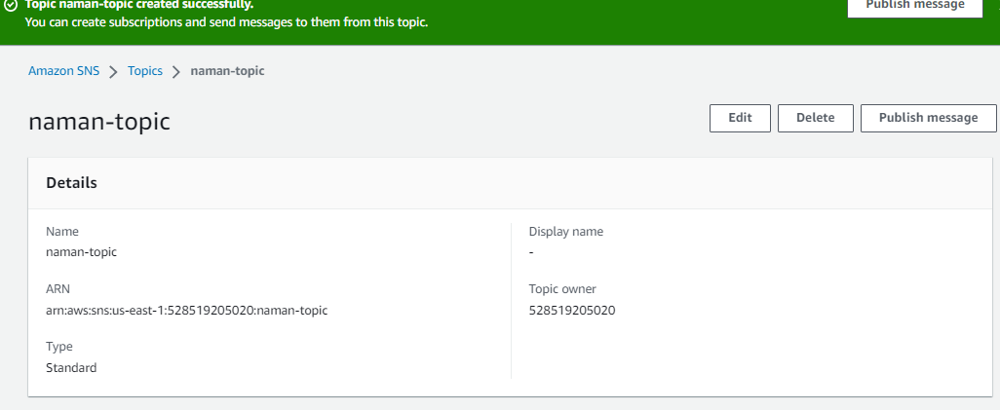 Topic naman-topic created successfully.
You can create subscriptions and send messages to them from this topic.
Publish message
Amazon SNS > Topics > naman-topic
naman-topic
Edit
Delete
Publish message
Details
Name
naman-topic
ARN
arn:aws:sns:us-east-1:528519205020:naman-topic
Type
Standard
Display name
-
Topic owner
528519205020